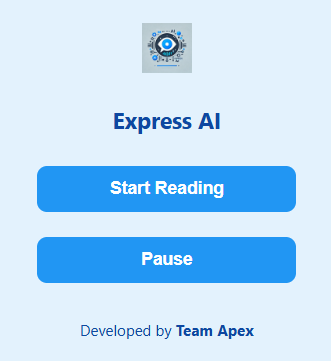 Express AI
Start Reading
Pause
Developed by Team Apex